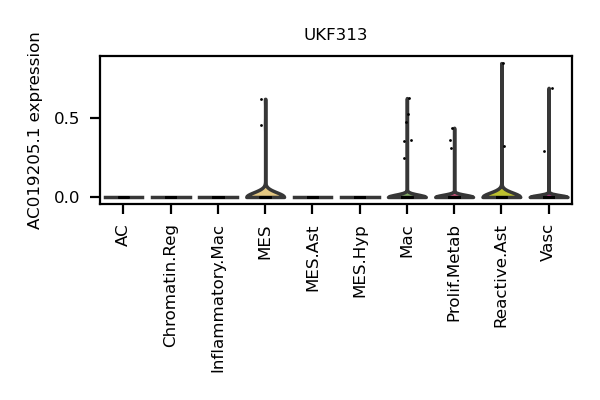 UKF313
AC019205.1 expression
0.5
0.0
AC
Chromatin.Reg
Inflammatory.Mac
MES
MES.Ast
MES.Hyp
Mac
Prolif.Metab
Reactive.Ast
Vasc